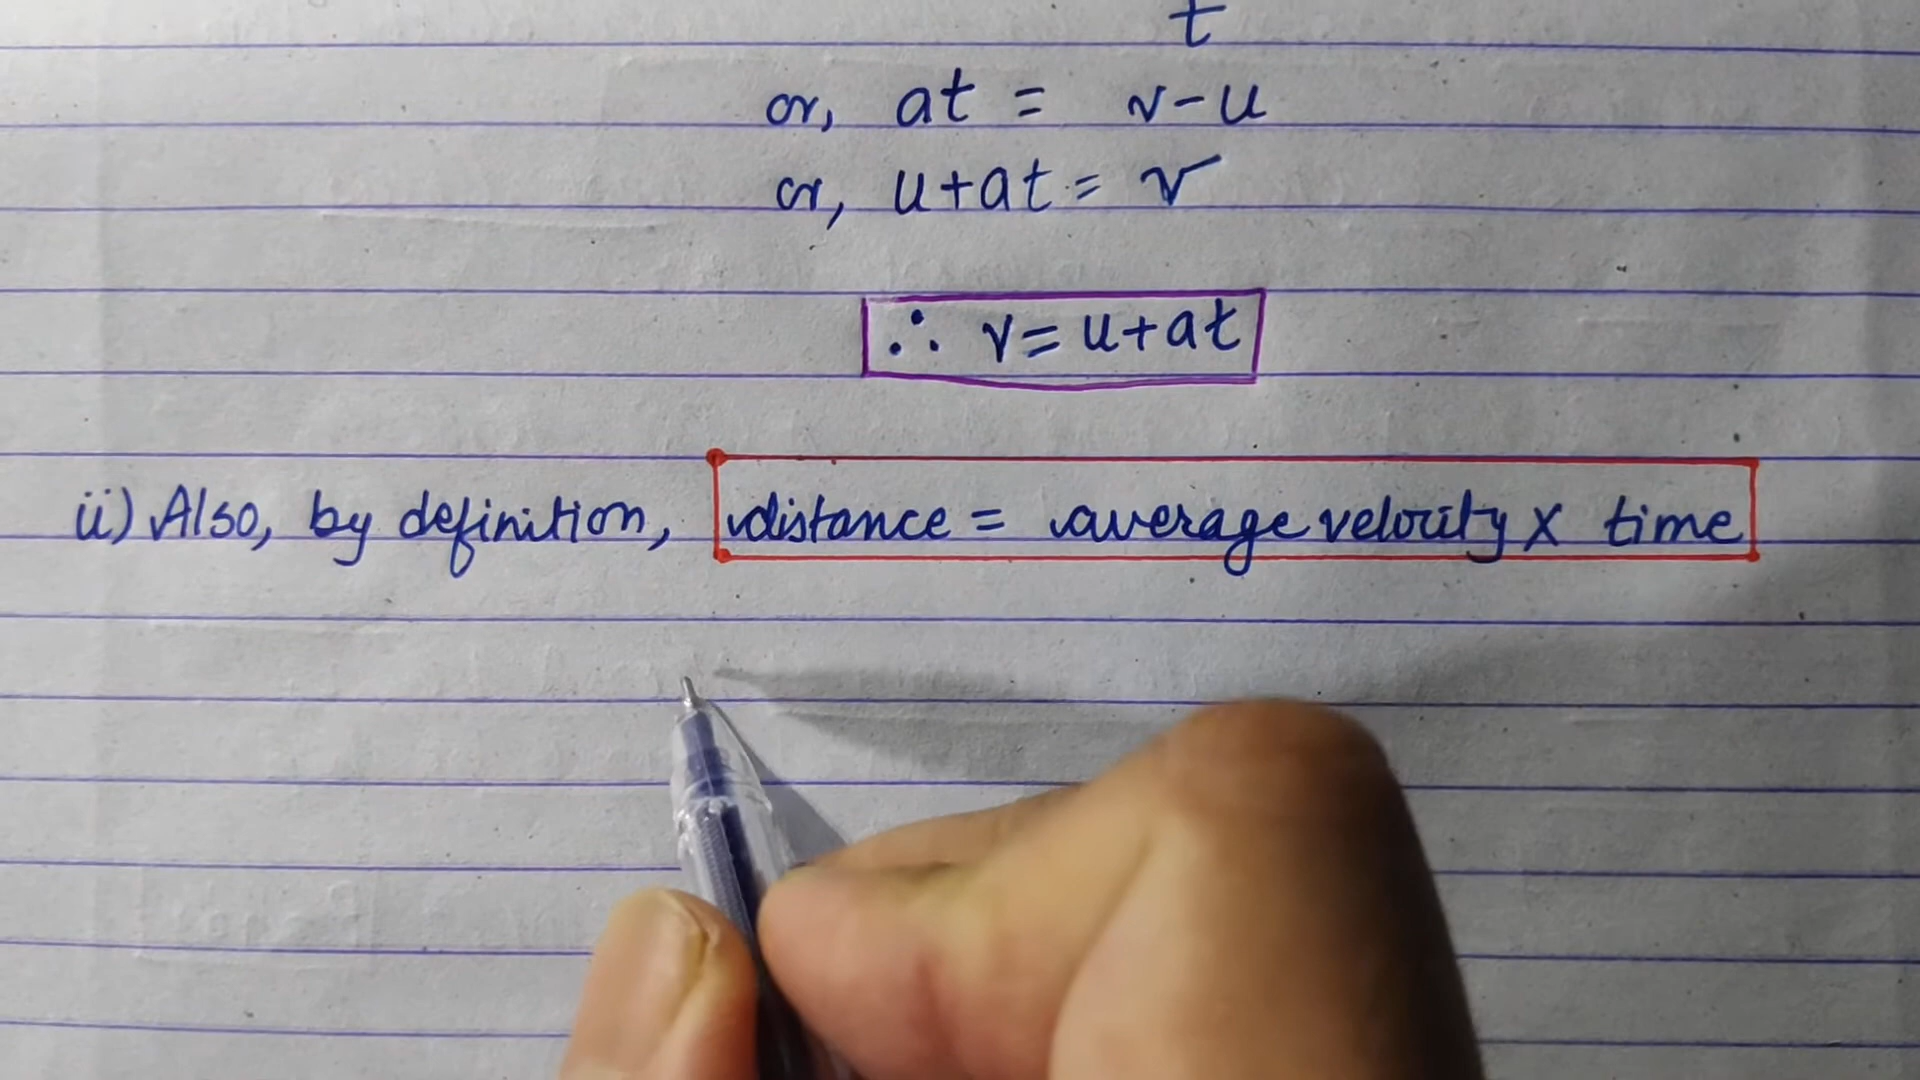 t
or, at = v-u
or, u+at = v
∴ v = u+at
ii) Also, by definition, distance = average velocity x time